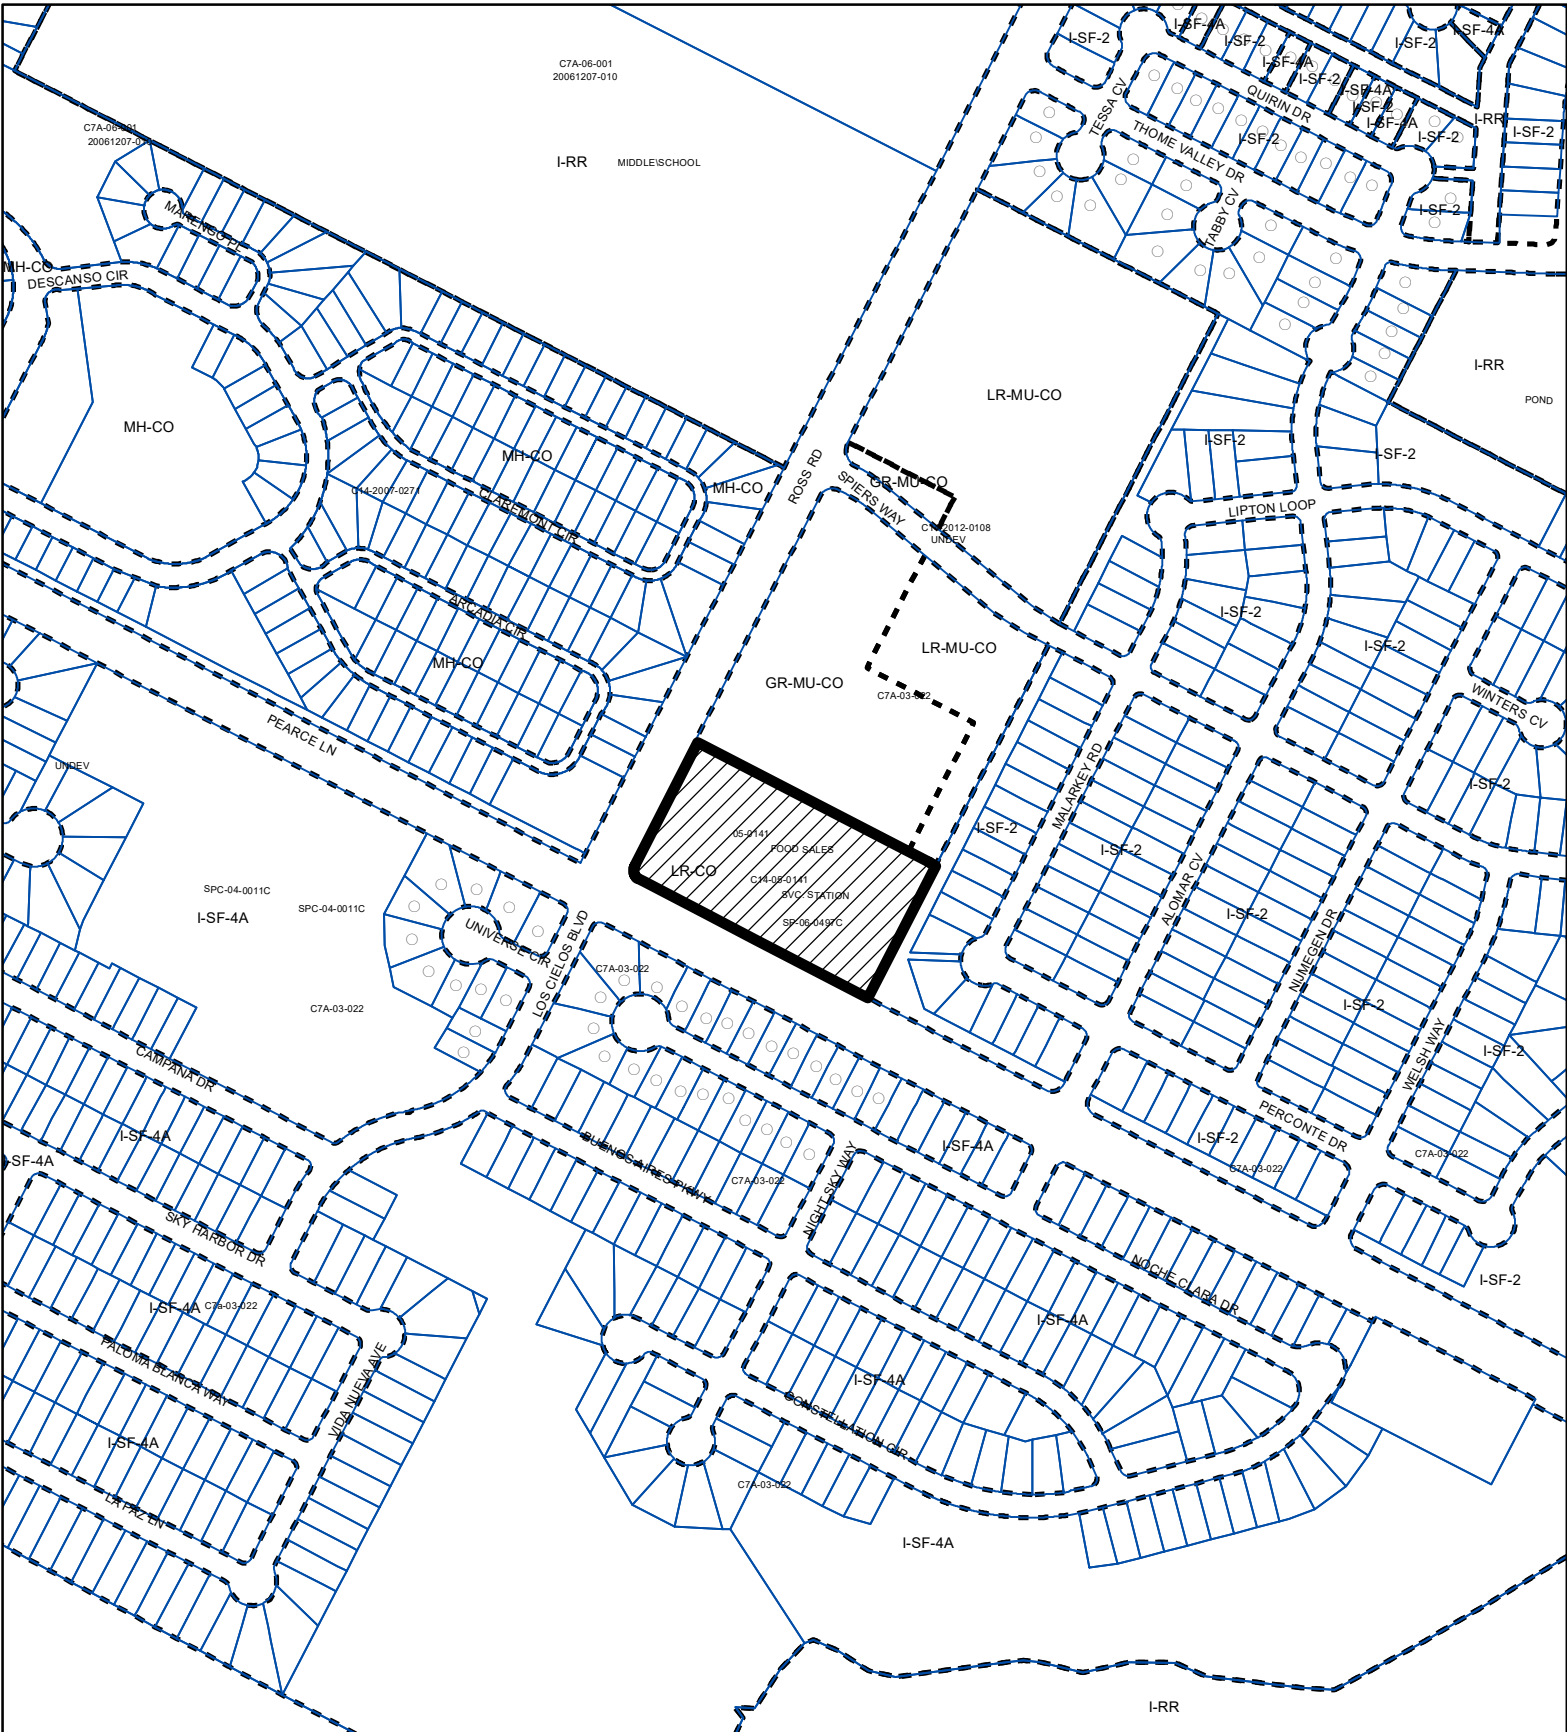 I-SF-4A
I-SF-2
I-SF-2
I-SF-4A
I-SF-2
I-SF-4A
I-SF-2
C7A-06-001
20061207-010
I-SF-4A
I-SF-2
I-SF-2
I-SF-4A
I-SF-2
I-RR
I-SF-2
TESSA CV
QUIRIN DR
THOME VALLEY DR
I-SF-2
TABBY CV
I-SF-2
C7A-06-001
I-RR
MIDDLE\SCHOOL
MARENGO PL
MH-CO
DESCANSO CIR
LR-MU-CO
I-RR
POND
MH-CO
MH-CO
I-SF-2
I-SF-2
ROSS RD
SPIERS WAY
GR-MU-CO
MH-CO
C14-2007-0271
CLAREMONT CIR
LIPTON LOOP
C14-2012-0108
UNDEV
ARCADIA CIR
I-SF-2
MH-CO
LR-MU-CO
I-SF-2
GR-MU-CO
C7A-03-022
WINTERS CV
PEARCE LN
UNDEV
MALARKEY RD
I-SF-2
I-SF-2
I-SF-2
05-0141
FOOD SALES
LR-CO
C14-05-0141
SVC. STATION
SP-06-0497C
ALOMAR CV
I-SF-2
NIJMEGEN DR
SPC-04-0011C
I-SF-4A
SPC-04-0011C
UNIVERSE CIR
LOS CIELOS BLVD
C7A-03-022
C7A-03-022
I-SF-2
I-SF-2
WELSH WAY
CAMPANA DR
I-SF-4A
-SF-4A
BUENOS AIRES PKWY
C7A-03-022
NIGHT SKY WAY
I-SF-4A
I-SF-2
PERCONTE DR
C7A-03-022
C7A-03-022
SKY HARBOR DR
NOCHE CLARA DR
I-SF-2
I-SF-4A
C7a-03-022
I-SF-4A
PALOMA BLANCA WAY
VIDA NUEVA AVE
I-SF-4A
CONSTELLATION CIR
I-SF-4A
C7A-03-022
LA PAZ LN
I-SF-4A
I-RR